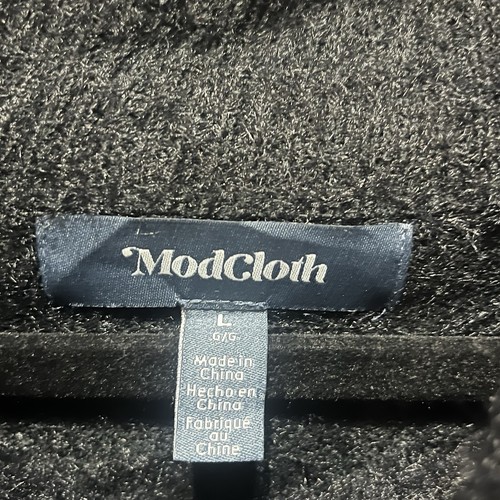 ModCloth
L
G/G
Made in
China
Hecho en
China
Fabriqué
au
Chine